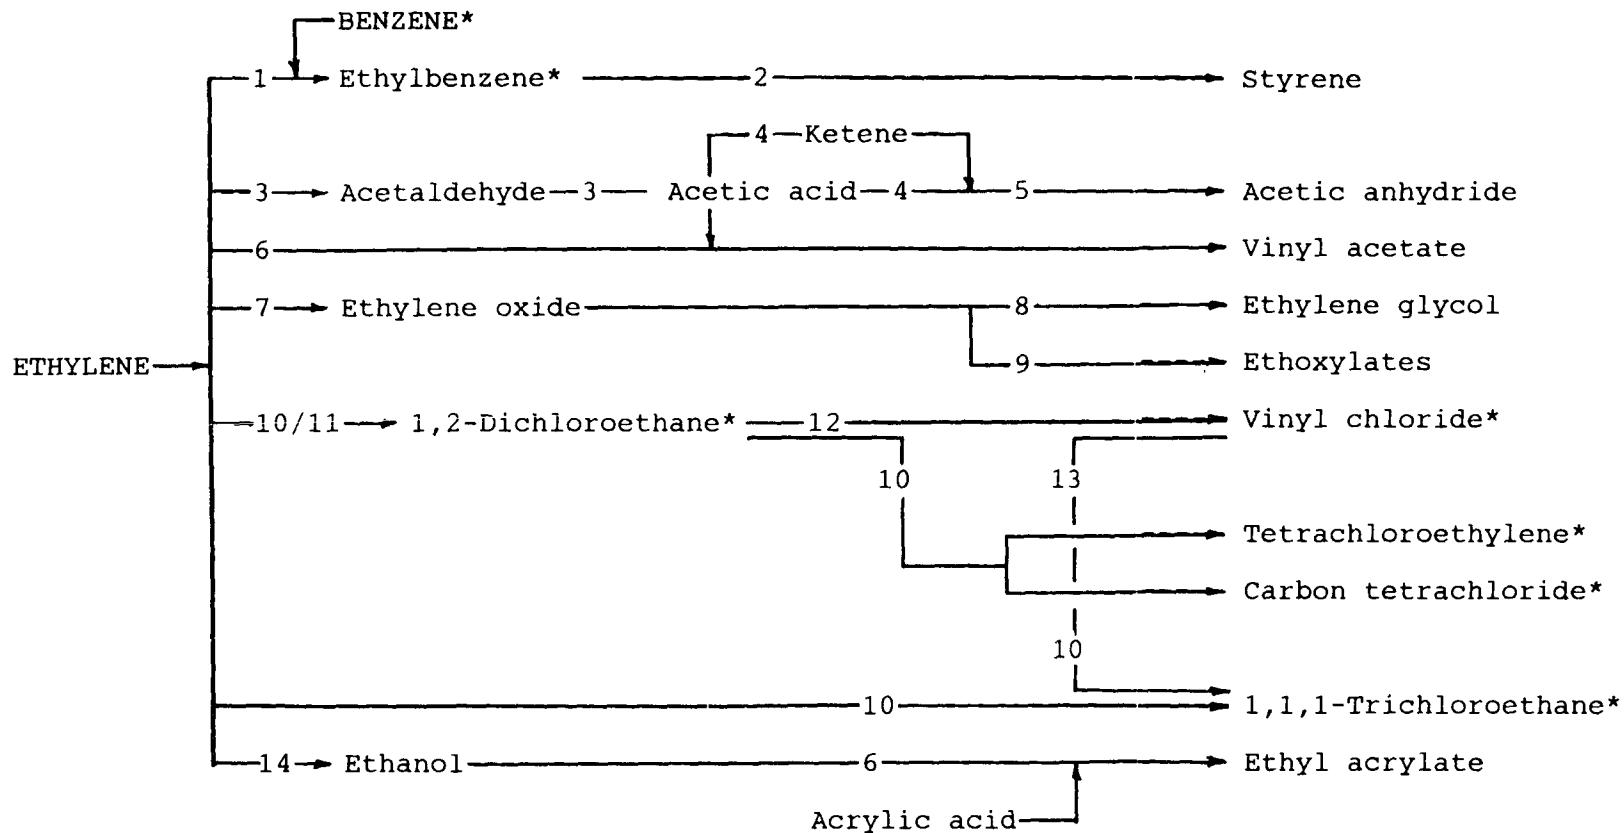 BENZENE*
1 Ethylbenzene* 2 Styrene
4 Ketene
3 Acetaldehyde 3 Acetic acid 4 5 Acetic anhydride
6 Vinyl acetate
7 Ethylene oxide 8 Ethylene glycol
ETHYLENE 9 Ethoxylates
10/11 1,2-Dichloroethane* 12 Vinyl chloride*
10 13
Tetrachloroethylene*
Carbon tetrachloride*
10
10 1,1,1-Trichloroethane*
14 Ethanol 6 Ethyl acrylate
Acrylic acid